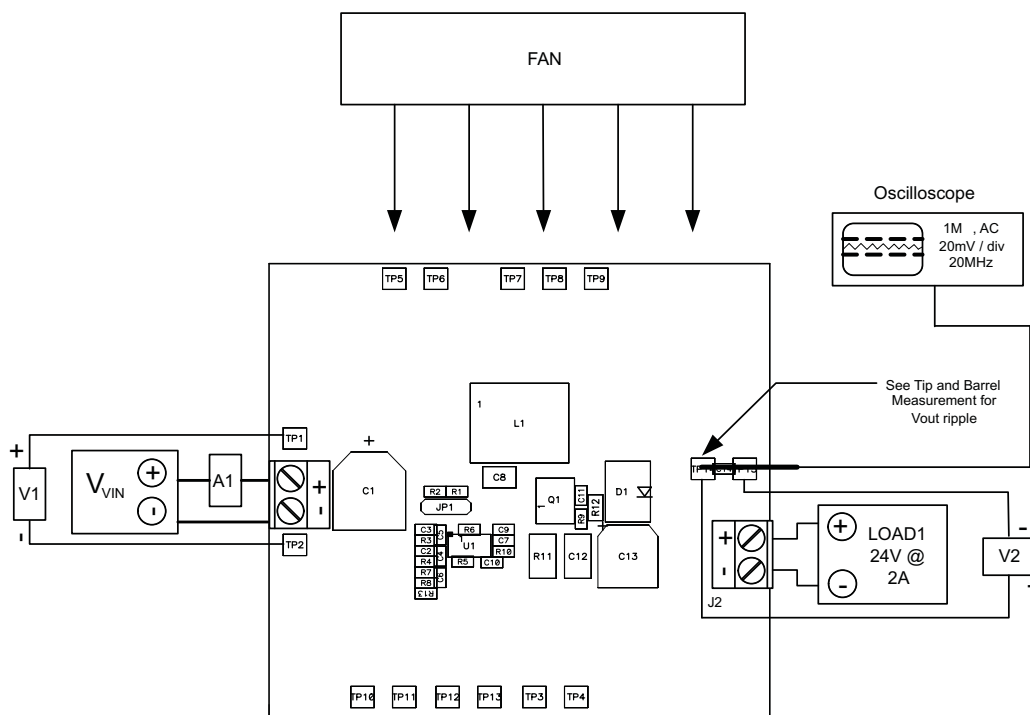 FAN
Oscilloscope
1M , AC
20mV / div
20MHz
TP5
TP6
TP7
TP8
TP9
See Tip and Barrel
Measurement for
Vout ripple
1
L1
TP1
+
V1
-
VVIN
+
-
A1
+
-
+
C1
C8
R2
R1
JP1
Q1
C11
R9
R12
D1
C3
R3
C2
R4
R7
R8
R13
C5
C4
C6
R6
1
U1
R5
C9
C7
R10
C10
R11
C12
+
C13
+
-
J2
+
-
LOAD1
24V @
2A
-
V2
TP2
TP10
TP11
TP12
TP13
TP3
TP4